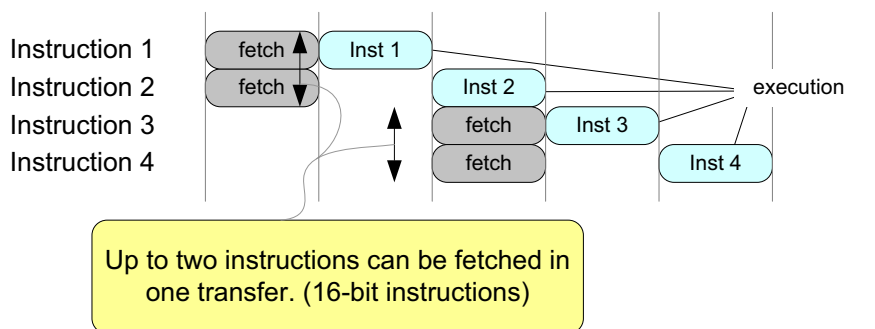 Instruction 1 fetch Inst 1
Instruction 2 fetch Inst 2 execution
Instruction 3 fetch Inst 3
Instruction 4 fetch Inst 4
Up to two instructions can be fetched in
one transfer. (16-bit instructions)